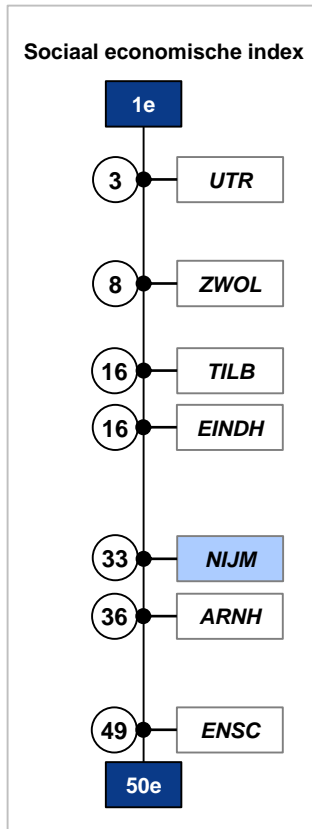 Sociaal economische index
1e
3 UTR
8 ZWOL
16 TILB
16 EINDH
33 NIJM
36 ARNH
49 ENSC
50e